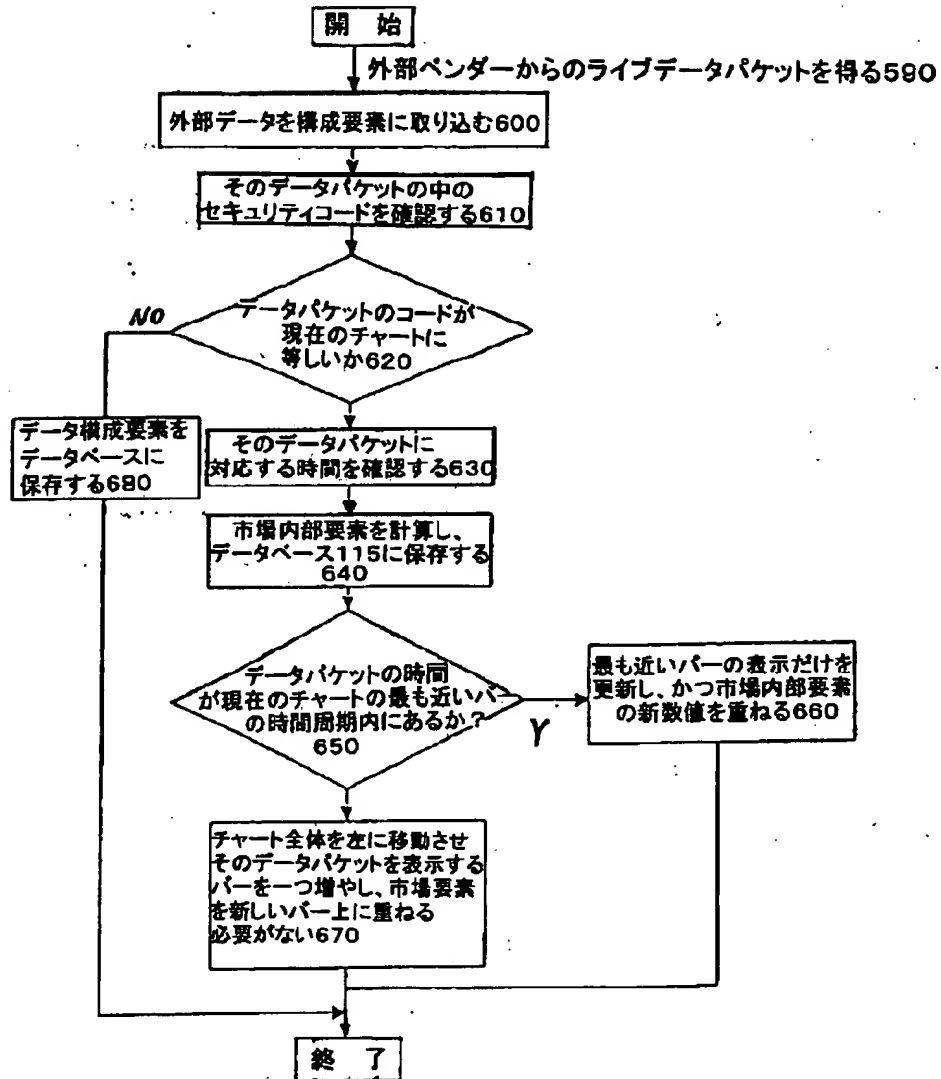 開 始
外部ペンダーからのライブデータパケットを得る590
外部データを構成要素に取り込む600
そのデータパケットの中の
セキュリティコードを確認する610
NO
データパケットのコードが
現在のチャートに
等しいか620
データ構成要素を
データベースに
保存する680
そのデータパケットに
対応する時間を確認する630
市場内部要素を計算し、
データベース115に保存する
640
データパケットの時間
が現在のチャートの最も近いバー
の時間周期内にあるか?
650
Y
最も近いバーの表示だけを
更新し、かつ市場内部要素
の新数値を重ねる660
チャート全体を左に移動させ
そのデータパケットを表示する
バーを一つ増やし、市場要素
を新しいバー上に重ねる
必要がない670
終 了